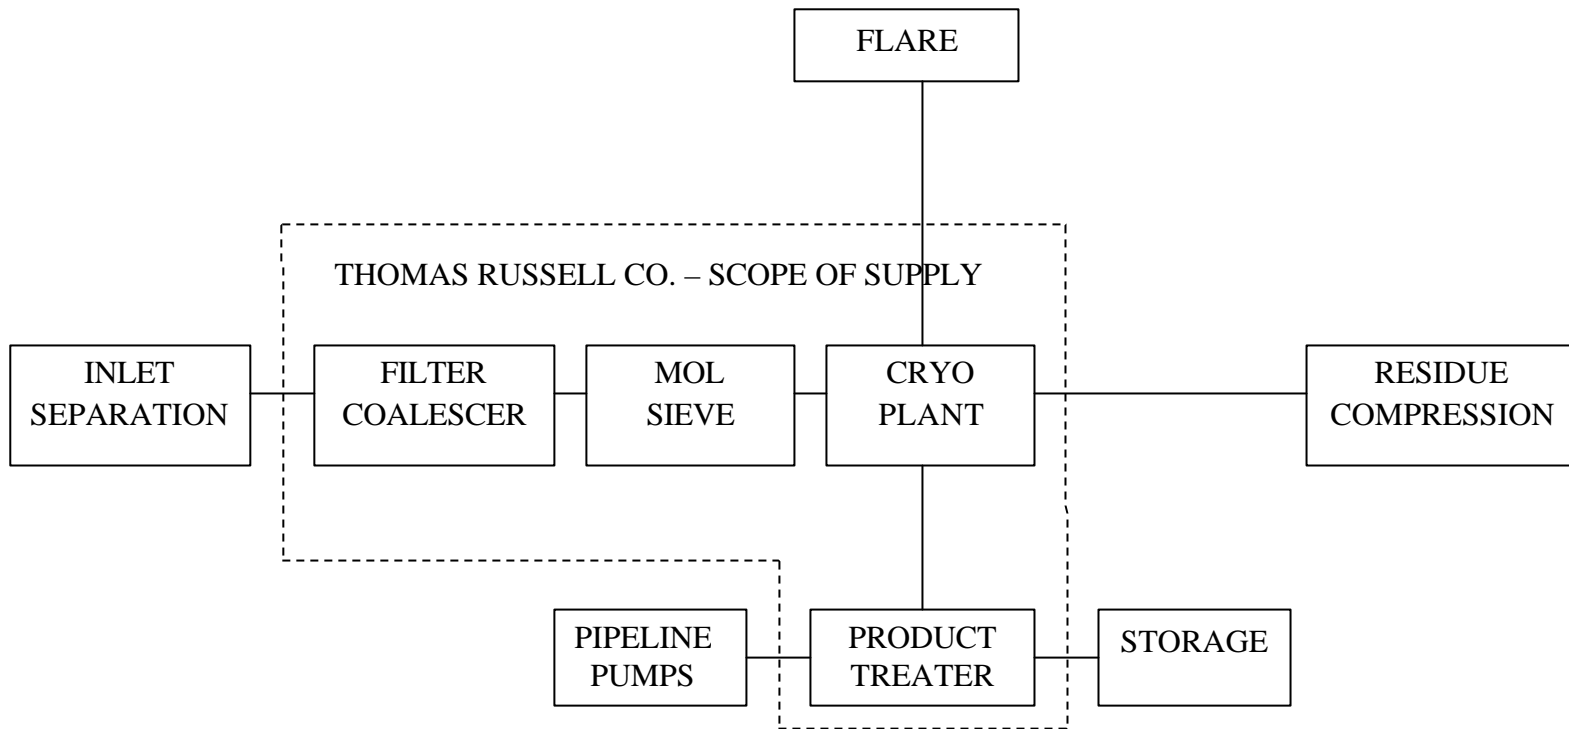 FLARE
THOMAS RUSSELL CO. – SCOPE OF SUPPLY
INLET
SEPARATION
FILTER
COALESCER
MOL
SIEVE
CRYO
PLANT
RESIDUE
COMPRESSION
PIPELINE
PUMPS
PRODUCT
TREATER
STORAGE